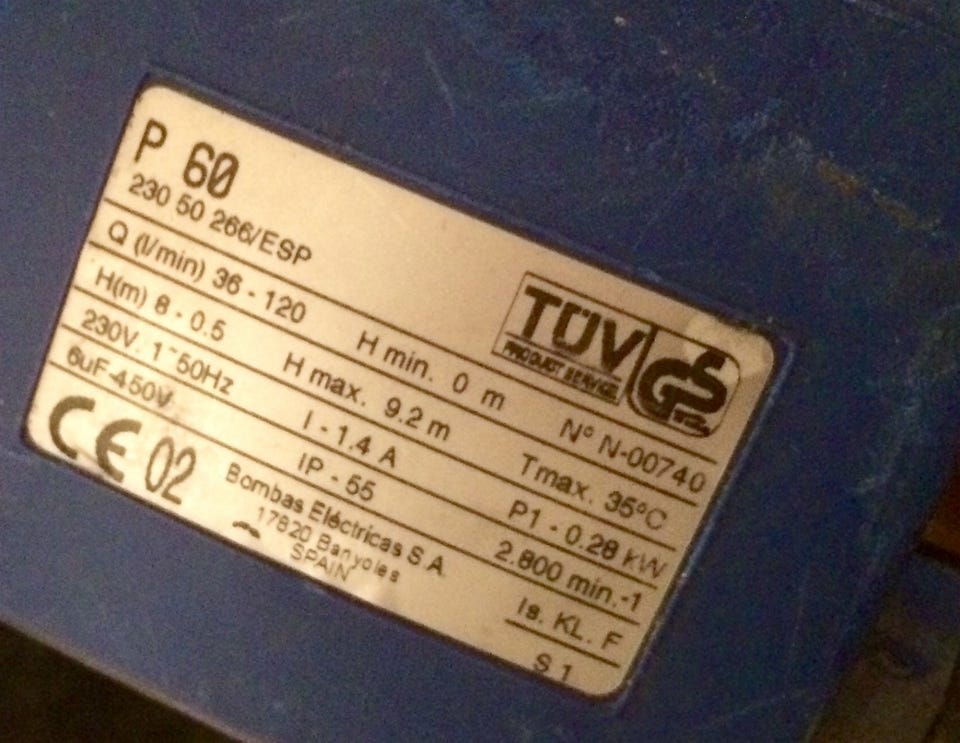 P 60
230 50 266/ESP
TÜV
PRODUCT SERVICE
GS
Q (l/min) 36 - 120 H min. 0 m Nº N-00740
H(m) 8 - 0.5 H max. 9.2 m Tmax. 35ºC
230V. 1~50Hz I - 1.4 A P1 - 0.28 kW
6uF-450V IP - 55 2.800 min.-1
CE 02
Bombas Eléctricas S.A.
17820 Banyoles
SPAIN
Is. KL. F
S 1